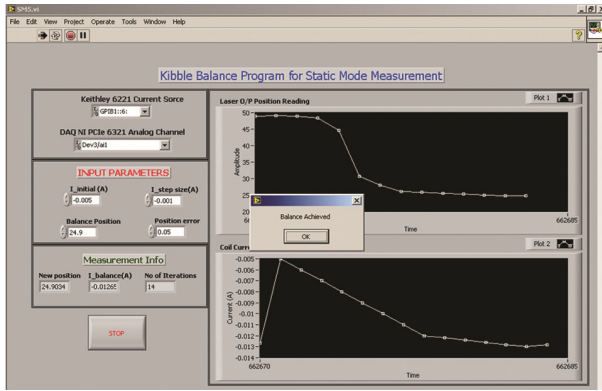 SMS.vi
File Edit View Project Operate Tools Window Help
Kibble Balance Program for Static Mode Measurement
Keithley 6221 Current Sorce
GPIB1::6:
DAQ NI PCIe 6321 Analog Channel
Dev3/ai1
INPUT PARAMETERS
I_initial (A)
I_step size(A)
-0.005
-0.001
Balance Position
Position error
24.9
0.05
Measurement Info
New position
I_balance(A)
No of Iterations
24.9034
-0.01265
14
STOP
Laser O/P Position Reading
Plot 1
Amplitude
50
45
40
35
30
25
20
662685
Time
Balance Achieved
OK
Coil Curre
Plot 2
Current (A)
-0.005
-0.006
-0.007
-0.008
-0.009
-0.01
-0.011
-0.012
-0.013
-0.014
662670
662685
Time